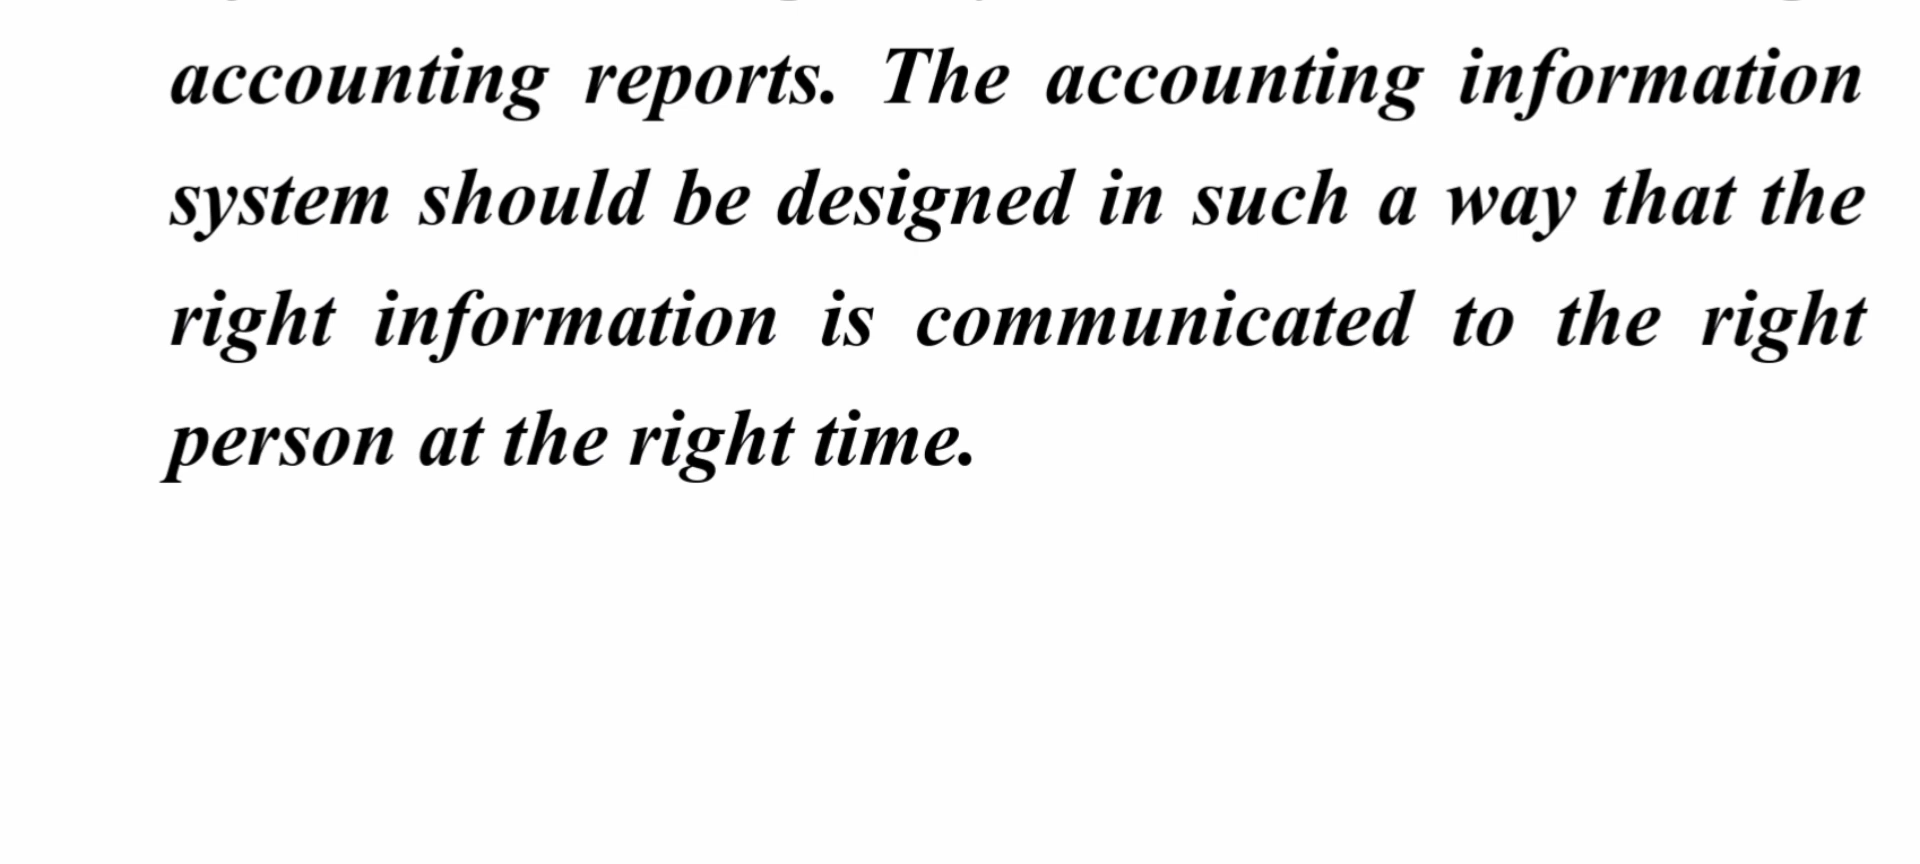 accounting reports. The accounting information
system should be designed in such a way that the
right information is communicated to the right
person at the right time.